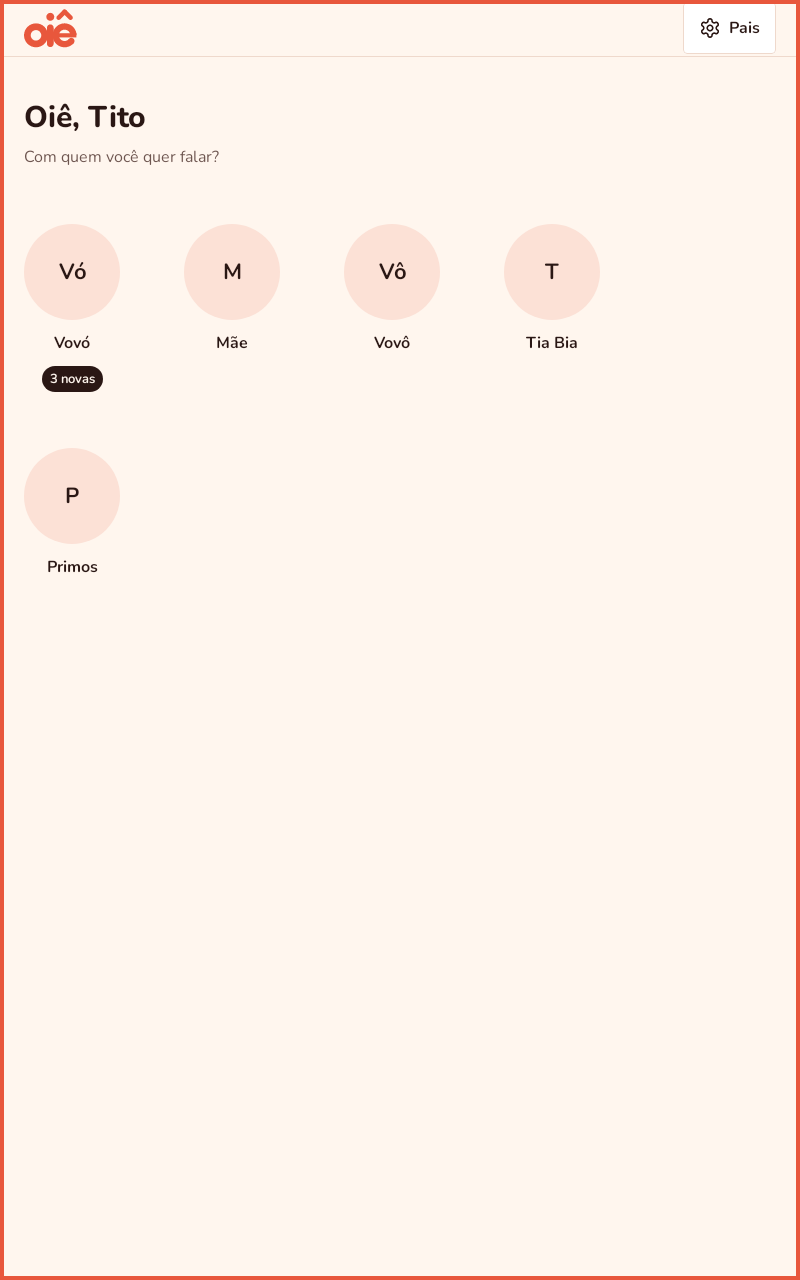 oiê
Pais
Oiê, Tito
Com quem você quer falar?
Vó
M
Vô
T
Vovó
Mãe
Vovô
Tia Bia
3 novas
P
Primos